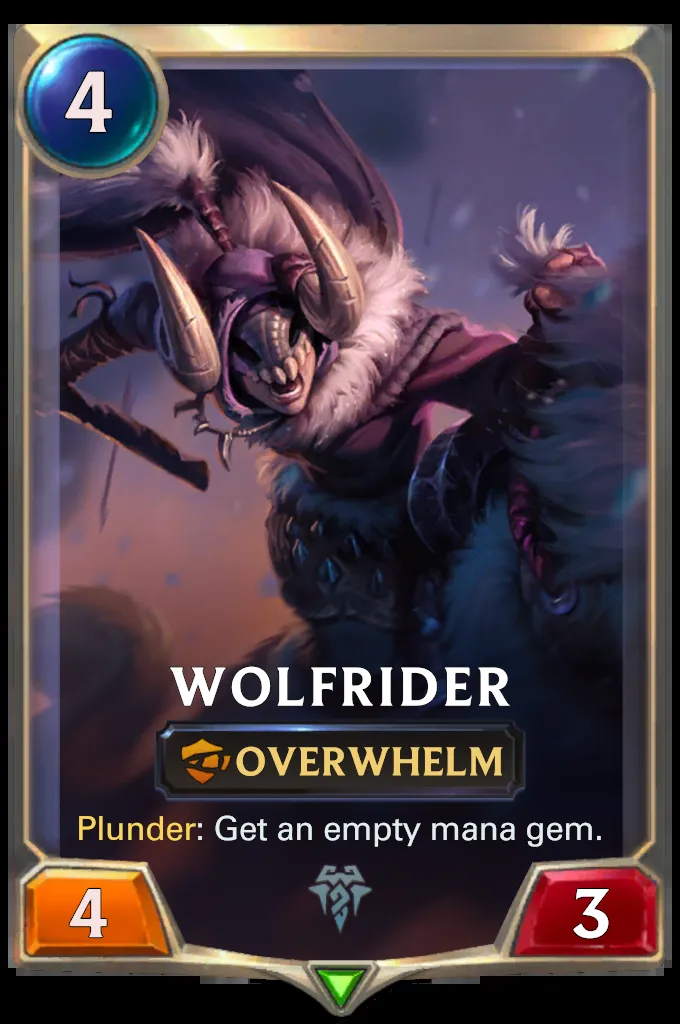 4
WOLFRIDER
OVERWHELM
Plunder: Get an empty mana gem.
4
3